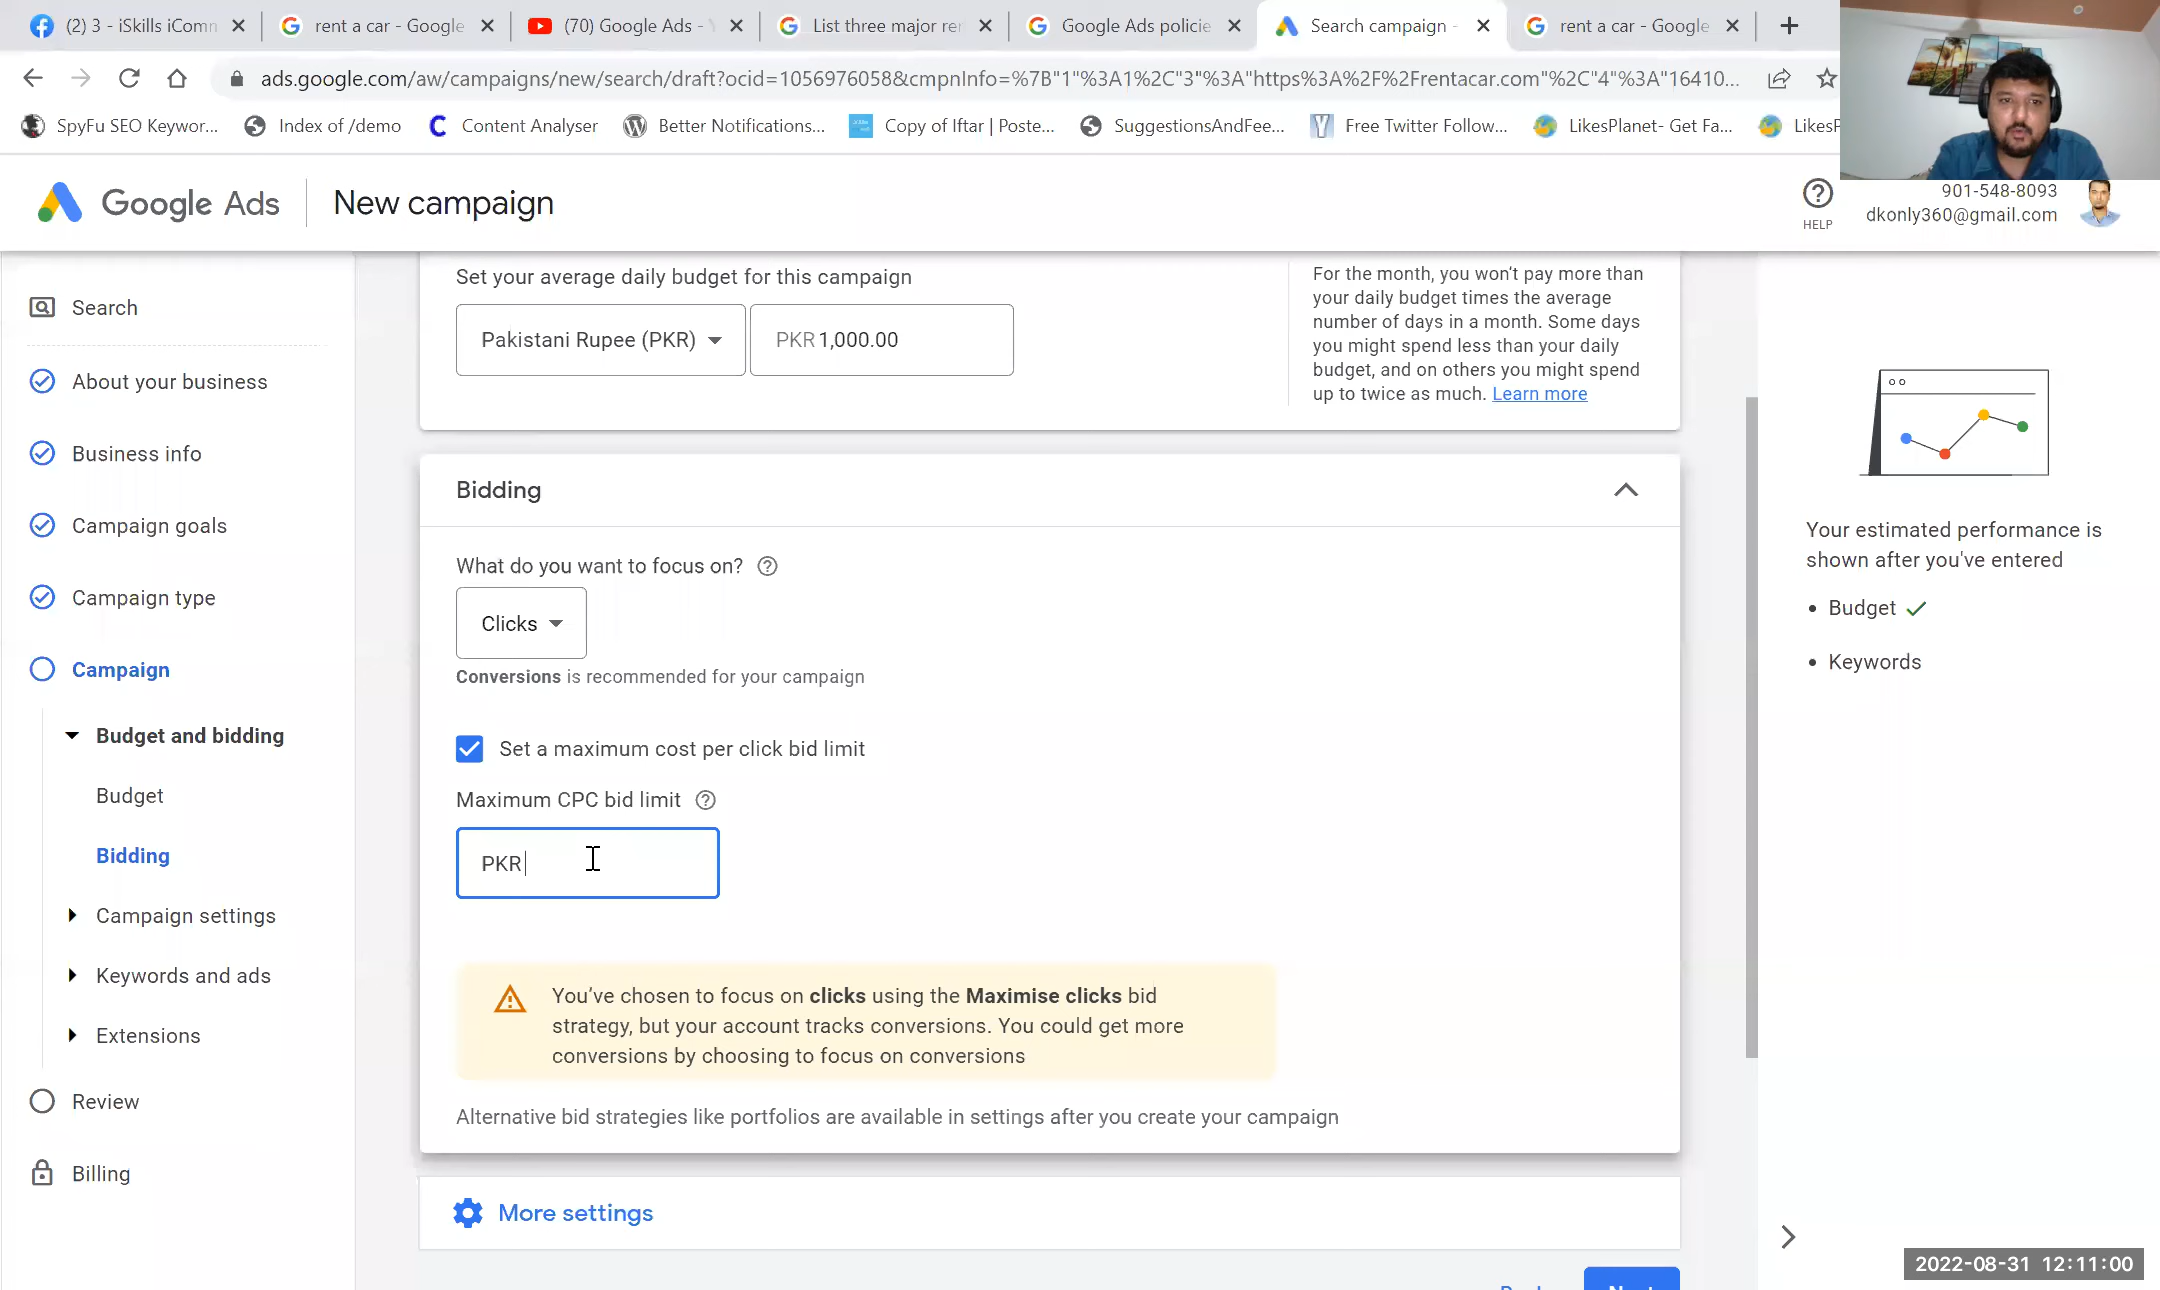 (2) 3 - iSkills iComm
rent a car - Google
(70) Google Ads -
List three major ren
Google Ads policie
Search campaign -
rent a car - Google
ads.google.com/aw/campaigns/new/search/draft?ocid=1056976058&cmpnInfo=%7B"1"%3A1%2C"3"%3A"https%3A%2F%2Frentacar.com"%2C"4"%3A"16410...
SpyFu SEO Keywor...
Index of /demo
Content Analyser
Better Notifications...
Copy of Iftar | Poste...
SuggestionsAndFee...
Free Twitter Follow...
LikesPlanet- Get Fa...
LikesP
Google Ads
New campaign
HELP
901-548-8093
dkonly360@gmail.com
Search
About your business
Business info
Campaign goals
Campaign type
Campaign
Budget and bidding
Budget
Bidding
Campaign settings
Keywords and ads
Extensions
Review
Billing
Set your average daily budget for this campaign
Pakistani Rupee (PKR)
PKR 1,000.00
For the month, you won't pay more than
your daily budget times the average
number of days in a month. Some days
you might spend less than your daily
budget, and on others you might spend
up to twice as much. Learn more
Bidding
What do you want to focus on?
Clicks
Conversions is recommended for your campaign
Set a maximum cost per click bid limit
Maximum CPC bid limit
PKR
You've chosen to focus on clicks using the Maximise clicks bid
strategy, but your account tracks conversions. You could get more
conversions by choosing to focus on conversions
Alternative bid strategies like portfolios are available in settings after you create your campaign
More settings
Your estimated performance is
shown after you've entered
• Budget
• Keywords
2022-08-31 12:11:00